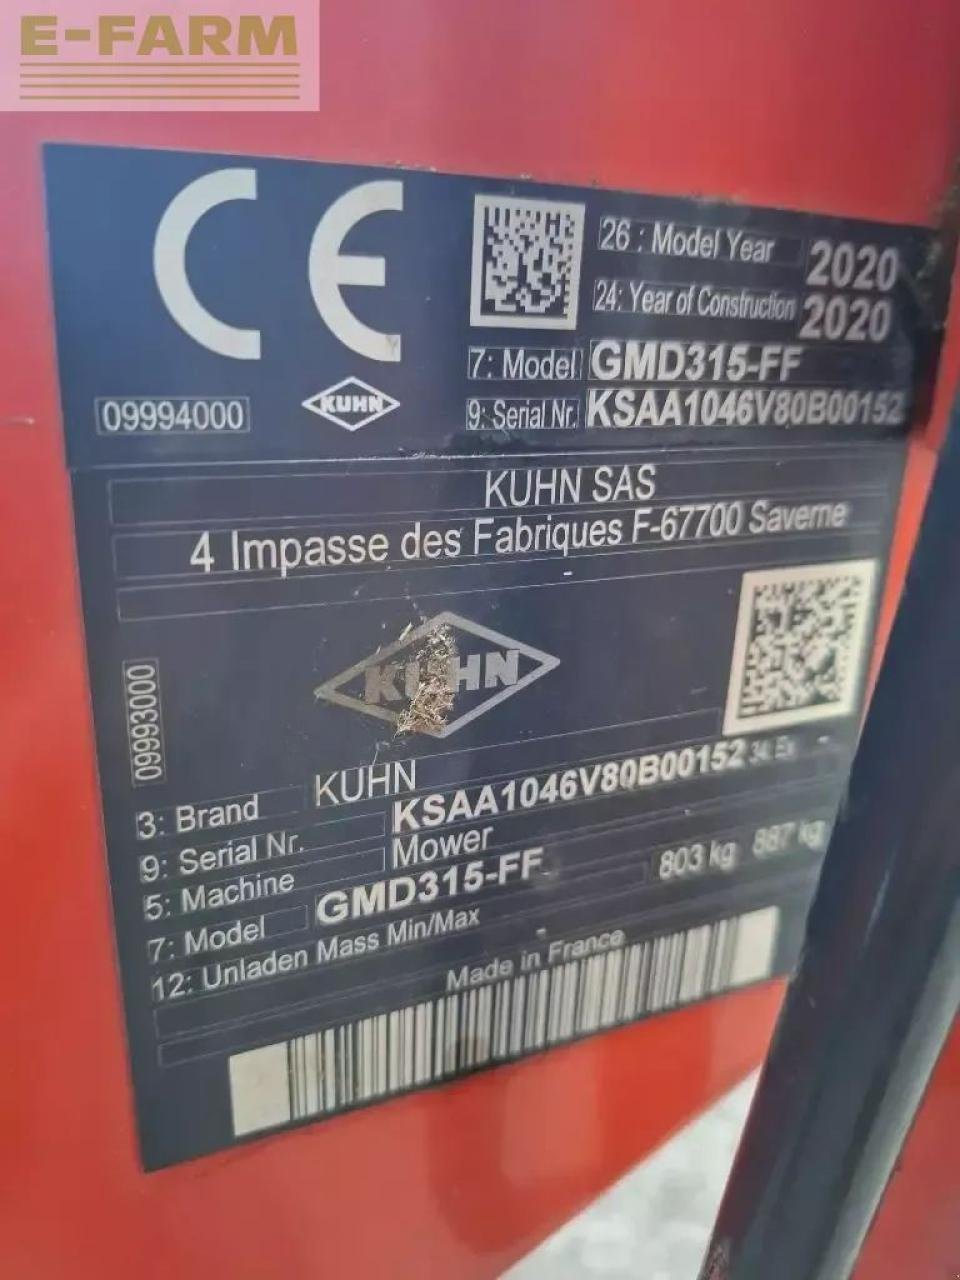 E-FARM
CE
26 : Model Year 2020
24: Year of Construction 2020
7: Model GMD315-FF
9: Serial Nr. KSAA1046V80B00152
09994000
KUHN
KUHN SAS
4 Impasse des Fabriques F-67700 Saverne
KUHN
09993000
3: Brand KUHN
9: Serial Nr. KSAA1046V80B00152
5: Machine Mower
7: Model GMD315-FF
12: Unladen Mass Min/Max 803 kg 887 kg
Made in France